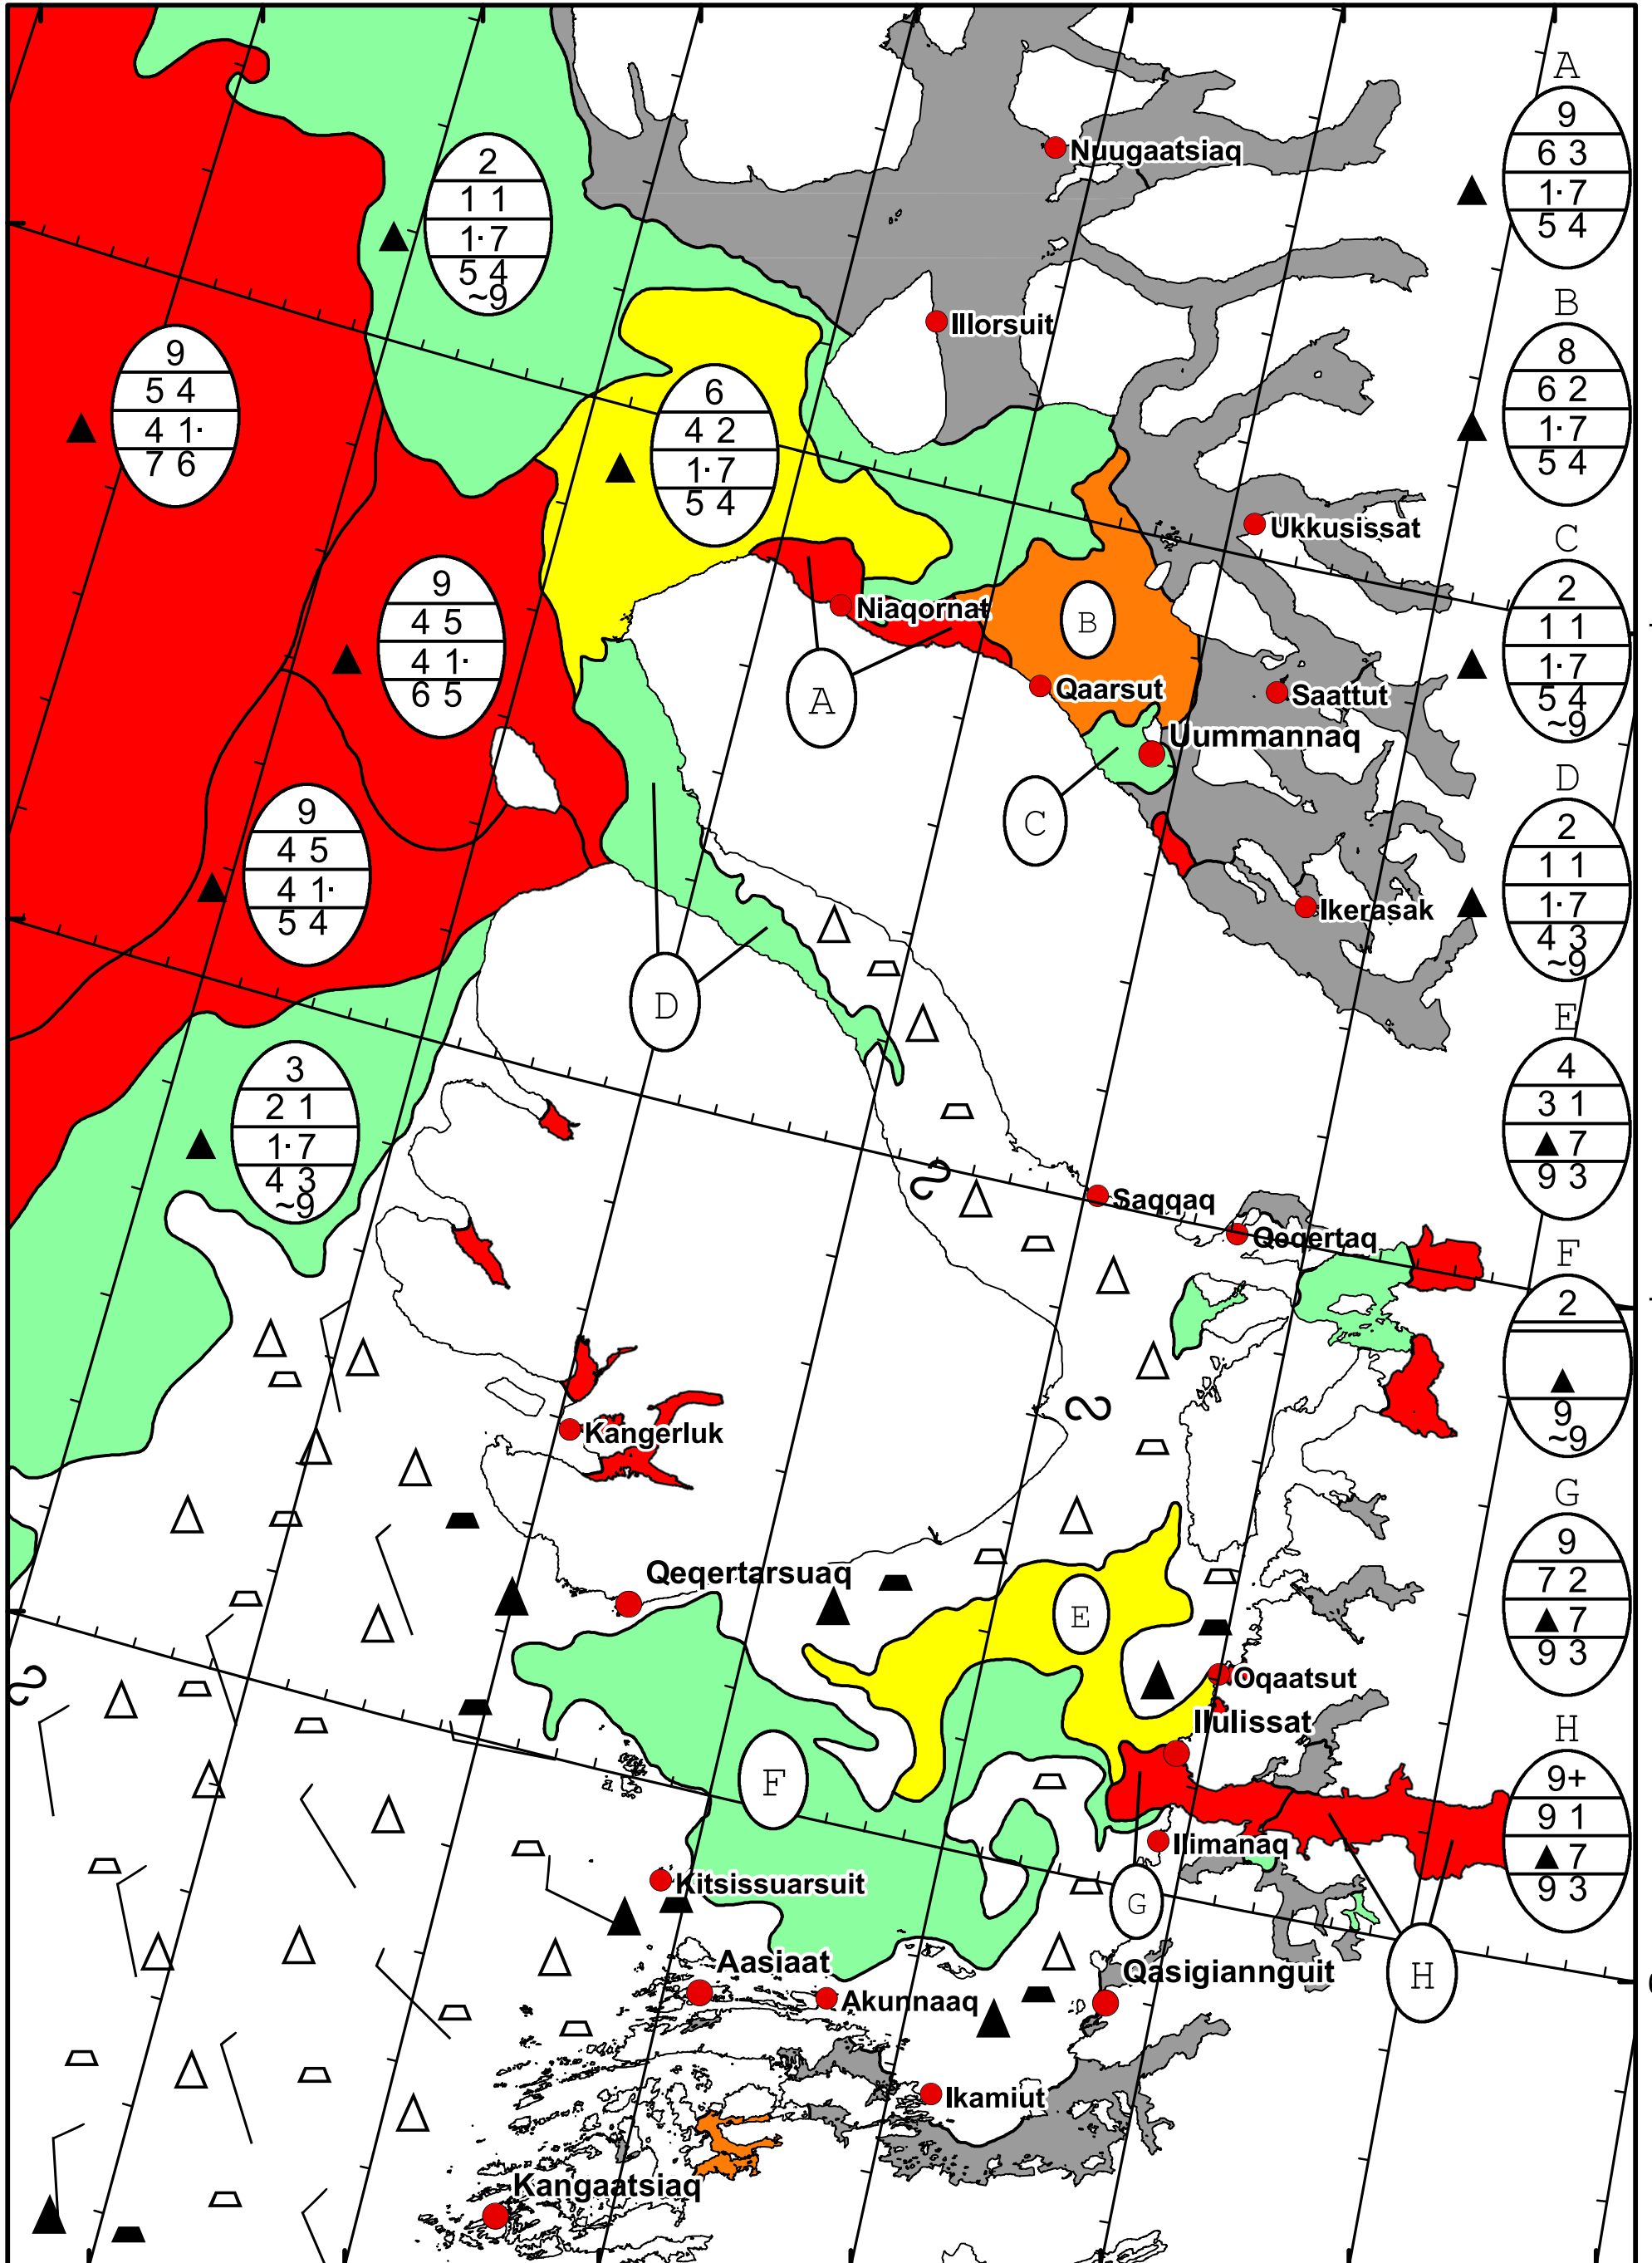 Nuugaatsiaq
Illorsuit
Ukkusissat
Niaqornat
Qaarsut
Saattut
Uummannaq
Ikerasak
Saqqaq
Qeqertaq
Kangerluk
Qeqertarsuaq
Oqaatsut
Ilulissat
Ilimanaq
Kitsissuarsuit
Aasiaat
Akunnaaq
Qasigiannguit
Ikamiut
Kangaatsiaq
2
1 1
1· 7
5 4
~9
9
5 4
4 1·
7 6
6
4 2
1· 7
5 4
9
4 5
4 1·
6 5
9
4 5
4 1·
5 4
3
2 1
1· 7
4 3
~9
A
B
C
D
E
F
G
H
A
9
6 3
1· 7
5 4
B
8
6 2
1· 7
5 4
C
2
1 1
1· 7
5 4
~9
D
2
1 1
1· 7
4 3
~9
E
4
3 1
▲ 7
9 3
F
2
▲
9
~9
G
9
7 2
▲ 7
9 3
H
9+
9 1
▲ 7
9 3